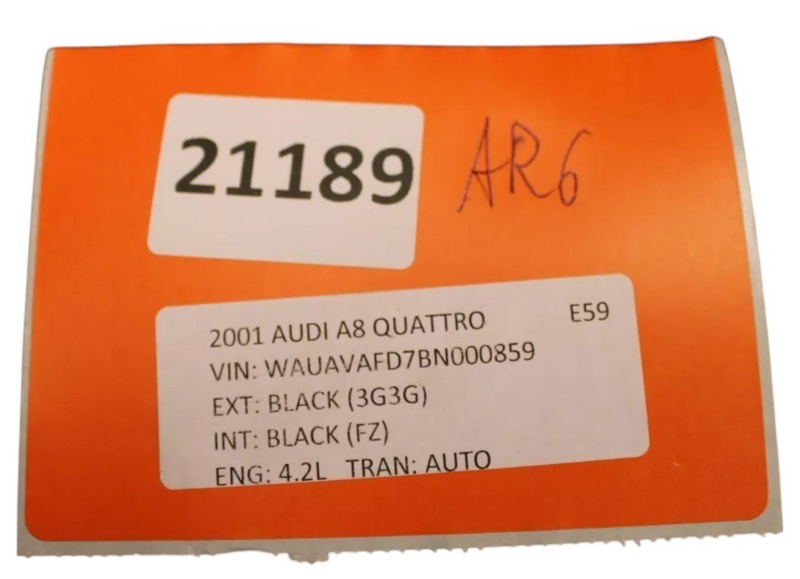 21189
AR6
2001 AUDI A8 QUATTRO E59
VIN: WAUAVAFD7BN000859
EXT: BLACK (3G3G)
INT: BLACK (FZ)
ENG: 4.2L TRAN: AUTO